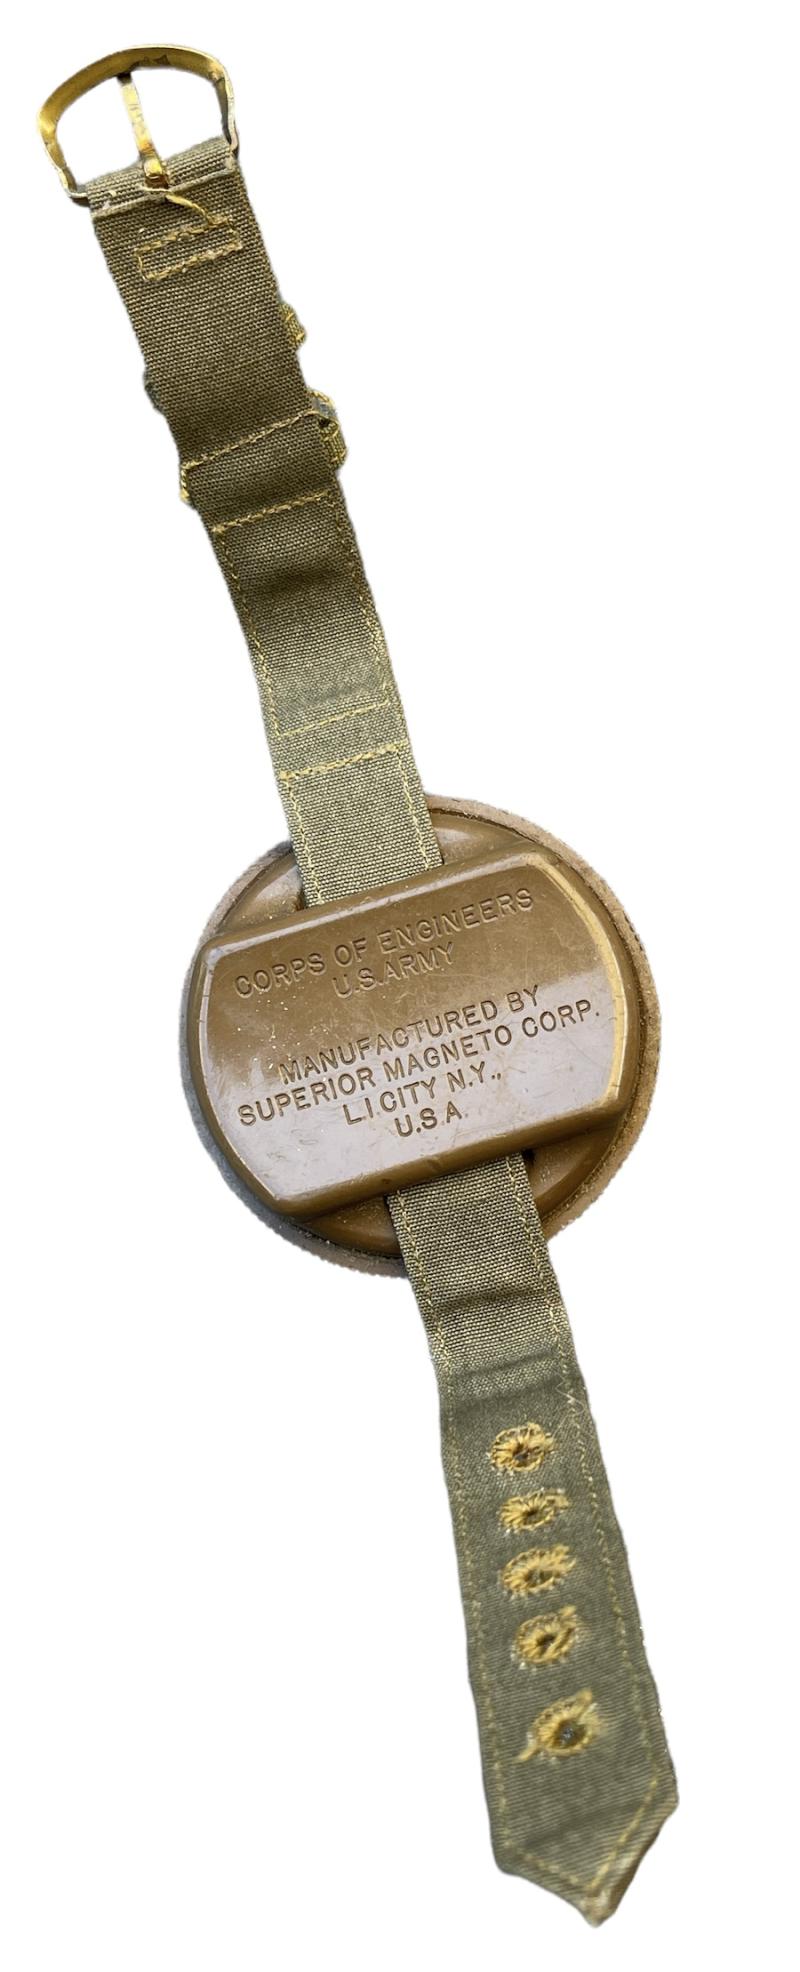 CORPS OF ENGINEERS
U.S.ARMY
MANUFACTURED BY
SUPERIOR MAGNETO CORP.
L.I.CITY N.Y.,
U.S.A.